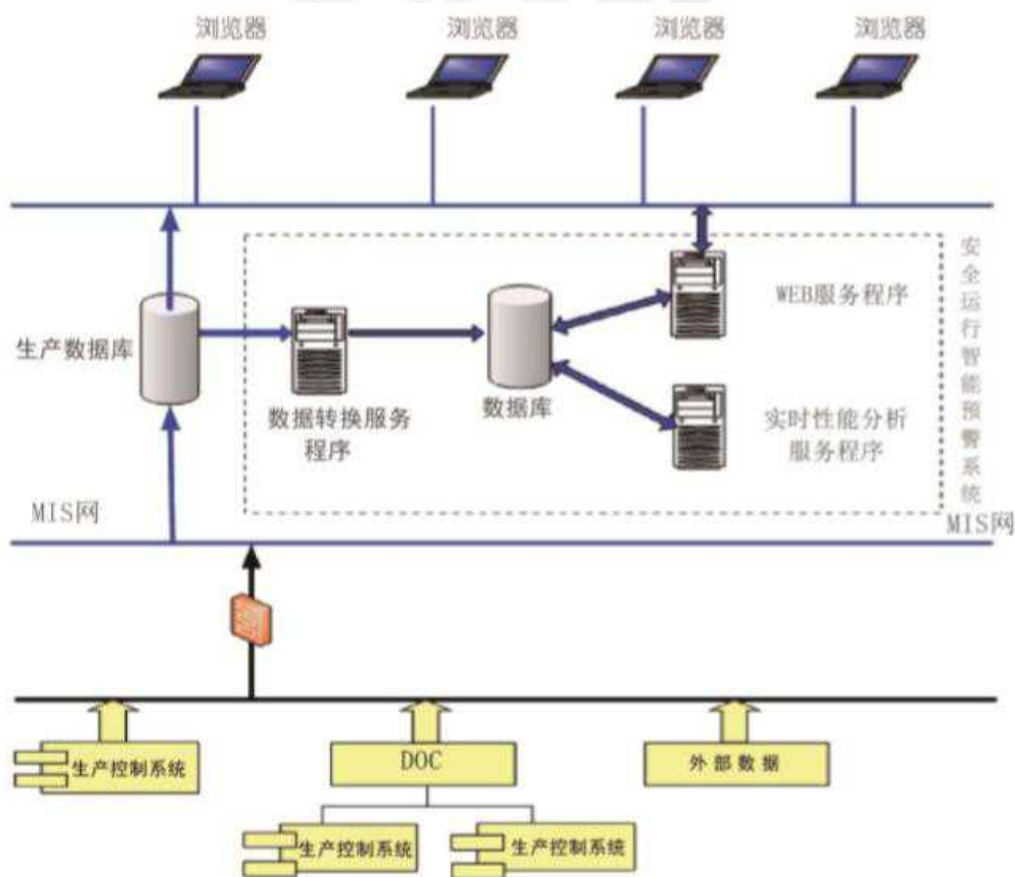 浏览器
浏览器
浏览器
浏览器
安全运行智能预警系统
WEB服务程序
生产数据库
数据转换服务
程序
数据库
实时性能分析
服务程序
MIS网
MIS网
生产控制系统
DOC
外部数据
生产控制系统
生产控制系统